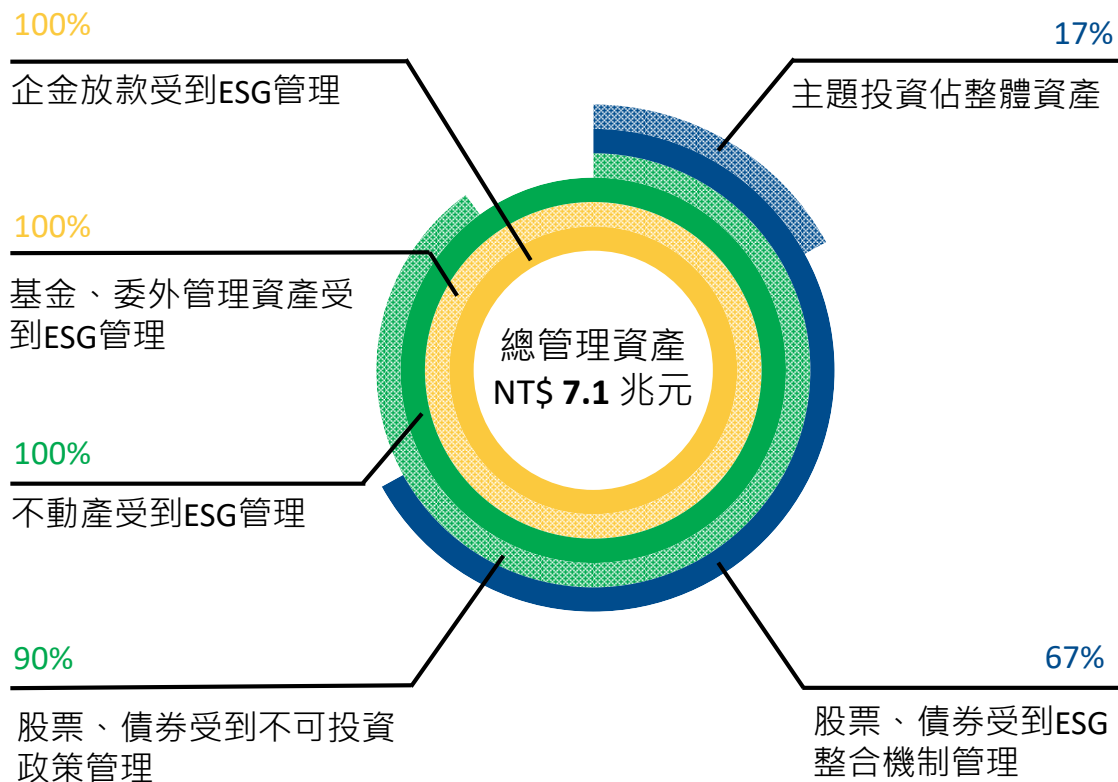 100%
企金放款受到ESG管理
17%
主題投資佔整體資產
100%
基金、委外管理資產受
到ESG管理
總管理資產
NT$ 7.1 兆元
100%
不動產受到ESG管理
90%
股票、債券受到不可投資
政策管理
67%
股票、債券受到ESG
整合機制管理